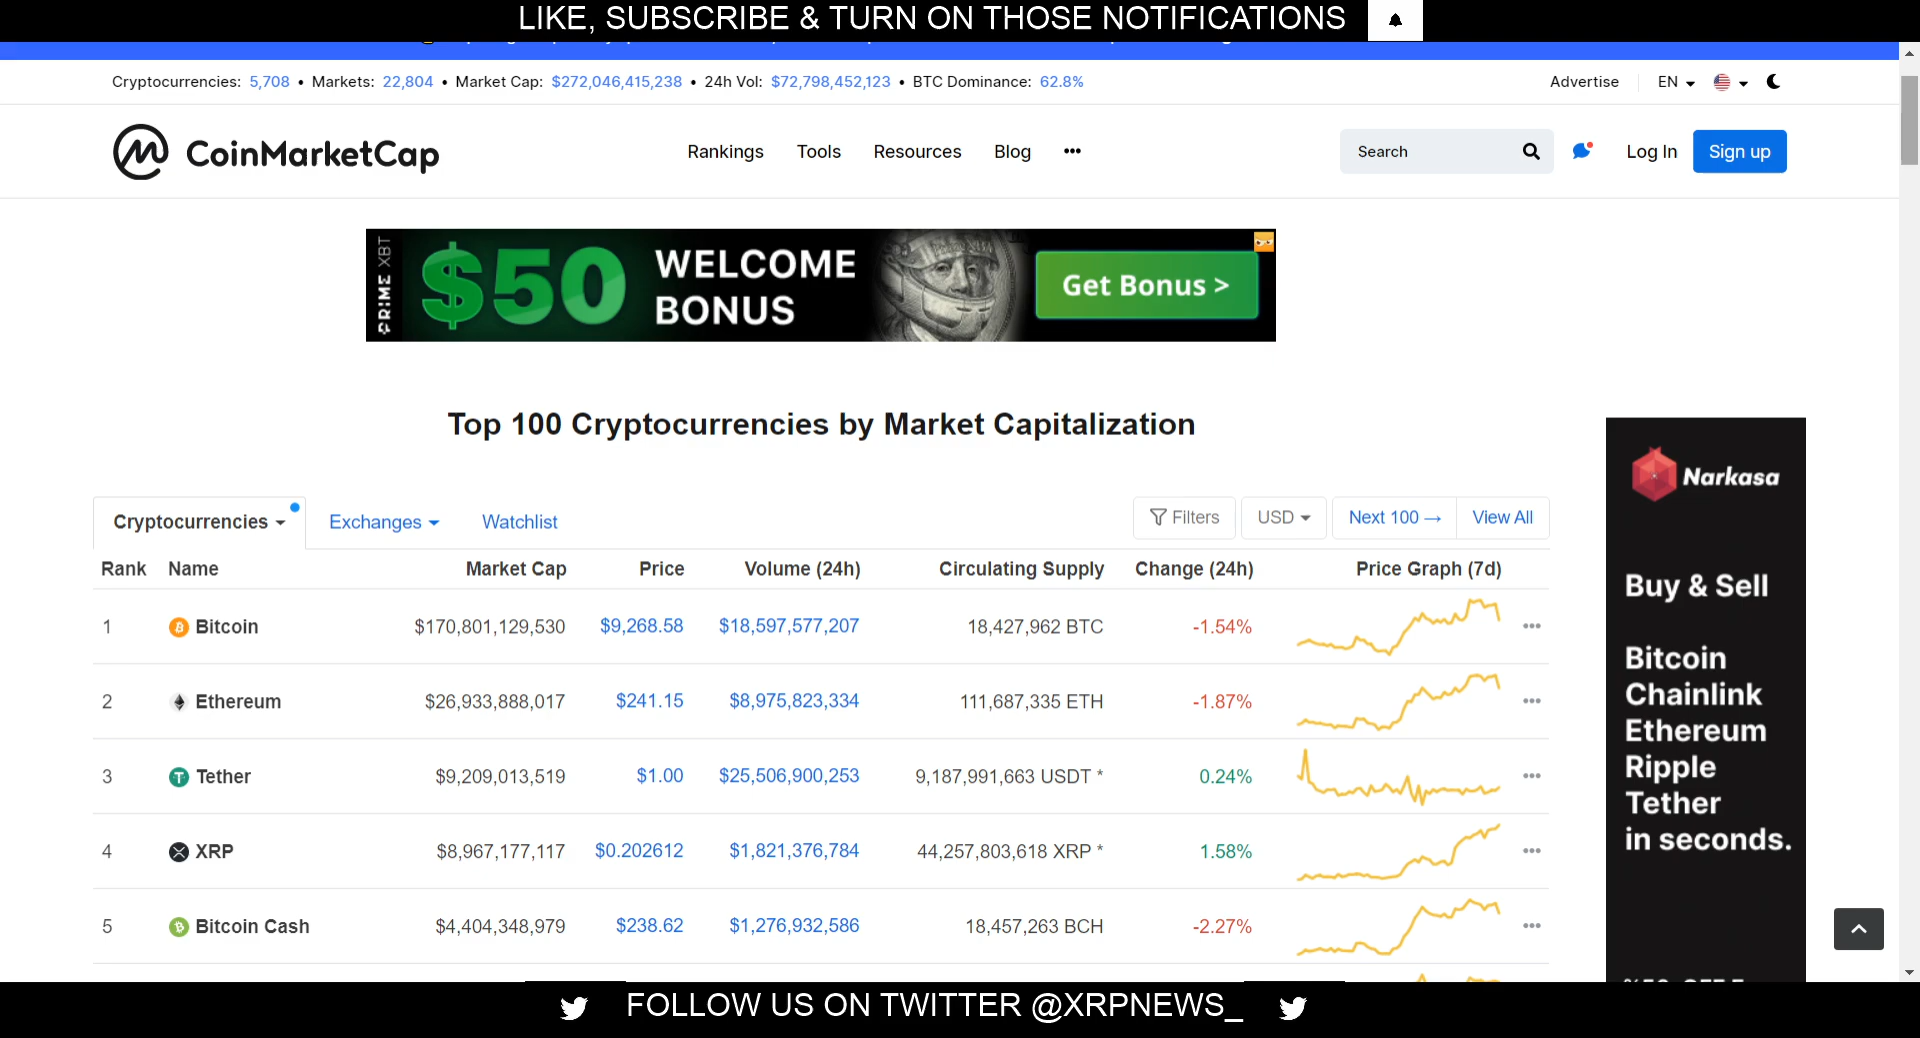 LIKE, SUBSCRIBE & TURN ON THOSE NOTIFICATIONS
Cryptocurrencies: 5,708 • Markets: 22,804 • Market Cap: $272,046,415,238 • 24h Vol: $72,798,452,123 • BTC Dominance: 62.8%
Advertise EN
CoinMarketCap
Rankings Tools Resources Blog •••
Search
Log In Sign up
PRIME XBT
$50 WELCOME BONUS
Get Bonus >
Top 100 Cryptocurrencies by Market Capitalization
Cryptocurrencies Exchanges Watchlist
Filters USD Next 100 → View All
Rank Name Market Cap Price Volume (24h) Circulating Supply Change (24h) Price Graph (7d)
1 Bitcoin $170,801,129,530 $9,268.58 $18,597,577,207 18,427,962 BTC -1.54%
2 Ethereum $26,933,888,017 $241.15 $8,975,823,334 111,687,335 ETH -1.87%
3 Tether $9,209,013,519 $1.00 $25,506,900,253 9,187,991,663 USDT * 0.24%
4 XRP $8,967,177,117 $0.202612 $1,821,376,784 44,257,803,618 XRP * 1.58%
5 Bitcoin Cash $4,404,348,979 $238.62 $1,276,932,586 18,457,263 BCH -2.27%
Narkasa
Buy & Sell
Bitcoin
Chainlink
Ethereum
Ripple
Tether
in seconds.
FOLLOW US ON TWITTER @XRPNEWS_